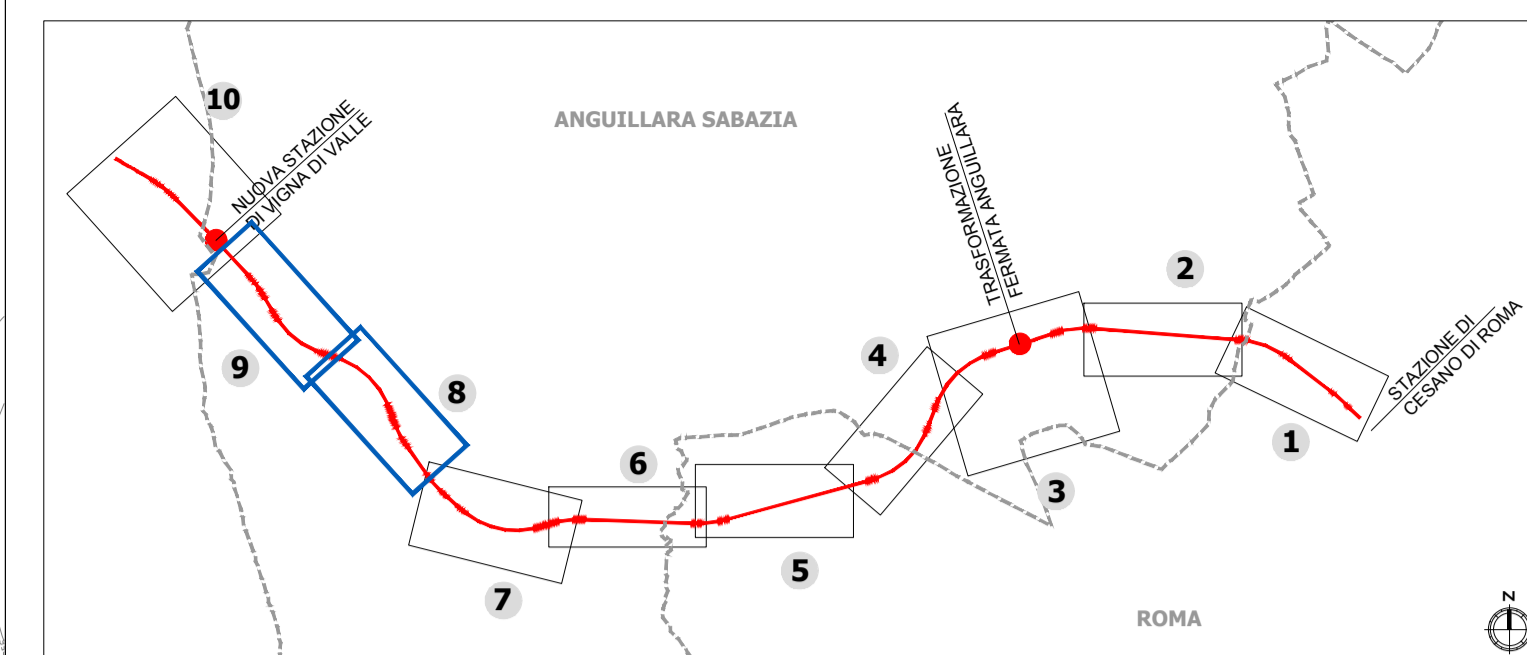 10
NUOVA STAZIONE
DI VIGNA DI VALLE
ANGUILLARA SABAZIA
TRASFORMAZIONE
FERMATA ANGUILLARA
2
STAZIONE DI
CESANO DI ROMA
4
9
8
1
6
3
5
7
ROMA
N